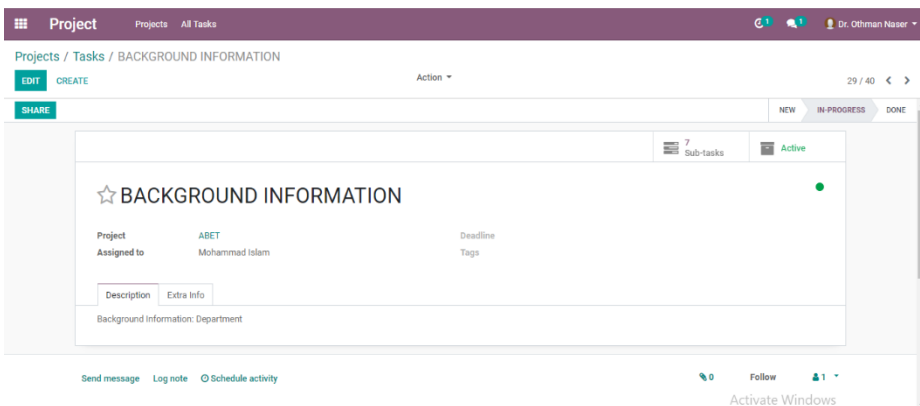 Project Projects All Tasks 1 1 Dr. Othman Naser
Projects / Tasks / BACKGROUND INFORMATION
EDIT CREATE Action 29 / 40
SHARE NEW IN-PROGRESS DONE
7
Sub-tasks Active
BACKGROUND INFORMATION
Project ABET Deadline
Assigned to Mohammad Islam Tags
Description Extra Info
Background Information: Department
Send message Log note Schedule activity 0 Follow 1
Activate Windows